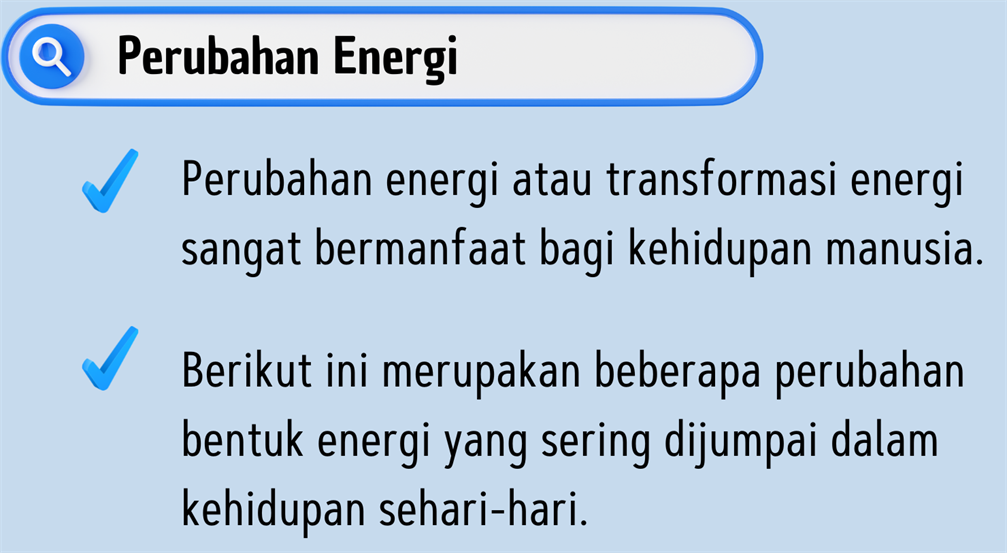 Perubahan Energi
Perubahan energi atau transformasi energi
sangat bermanfaat bagi kehidupan manusia.
Berikut ini merupakan beberapa perubahan
bentuk energi yang sering dijumpai dalam
kehidupan sehari-hari.